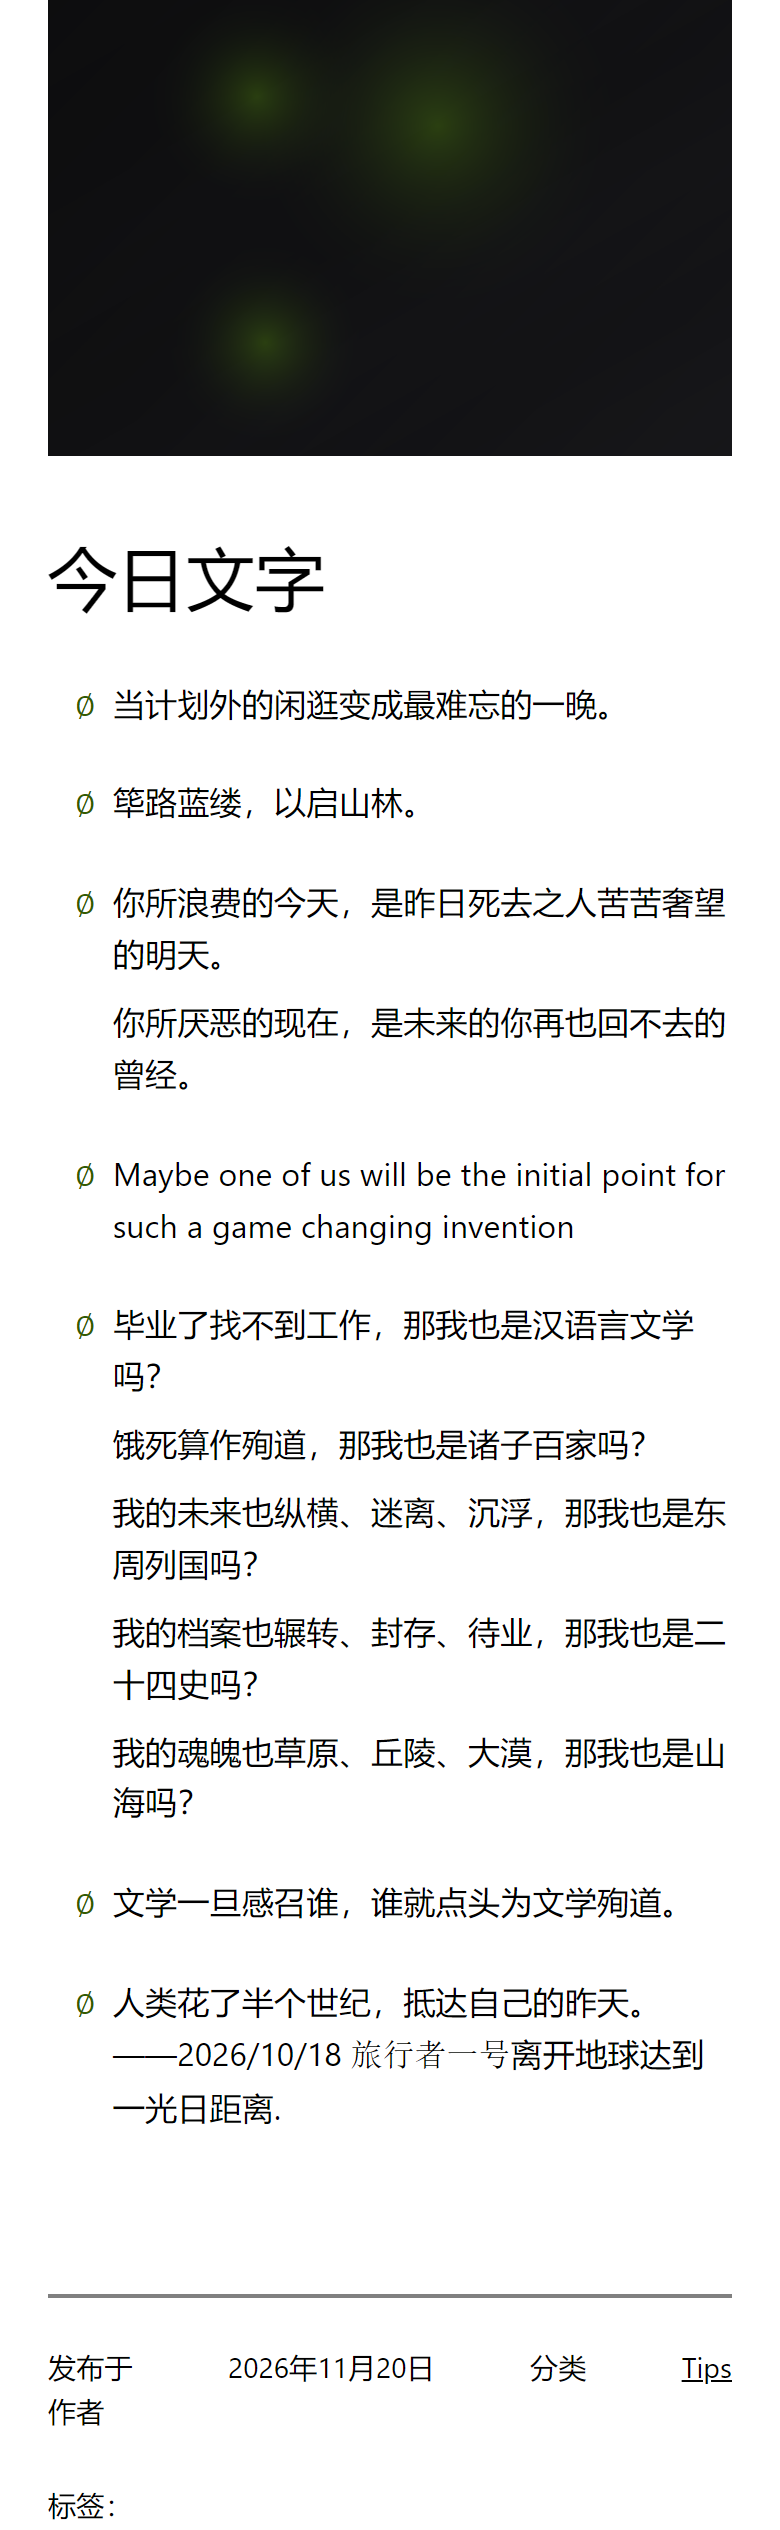 今日文字
Ø 当计划外的闲逛变成最难忘的一晚。
Ø 筚路蓝缕，以启山林。
Ø 你所浪费的今天，是昨日死去之人苦苦奢望
的明天。
你所厌恶的现在，是未来的你再也回不去的
曾经。
Ø Maybe one of us will be the initial point for
such a game changing invention
Ø 毕业了找不到工作，那我也是汉语言文学
吗？
饿死算作殉道，那我也是诸子百家吗？
我的未来也纵横、迷离、沉浮，那我也是东
周列国吗？
我的档案也辗转、封存、待业，那我也是二
十四史吗？
我的魂魄也草原、丘陵、大漠，那我也是山
海吗？
Ø 文学一旦感召谁，谁就点头为文学殉道。
Ø 人类花了半个世纪，抵达自己的昨天。
——2026/10/18 旅行者一号离开地球达到
一光日距离.
发布于 2026年11月20日 分类 Tips
作者
标签：